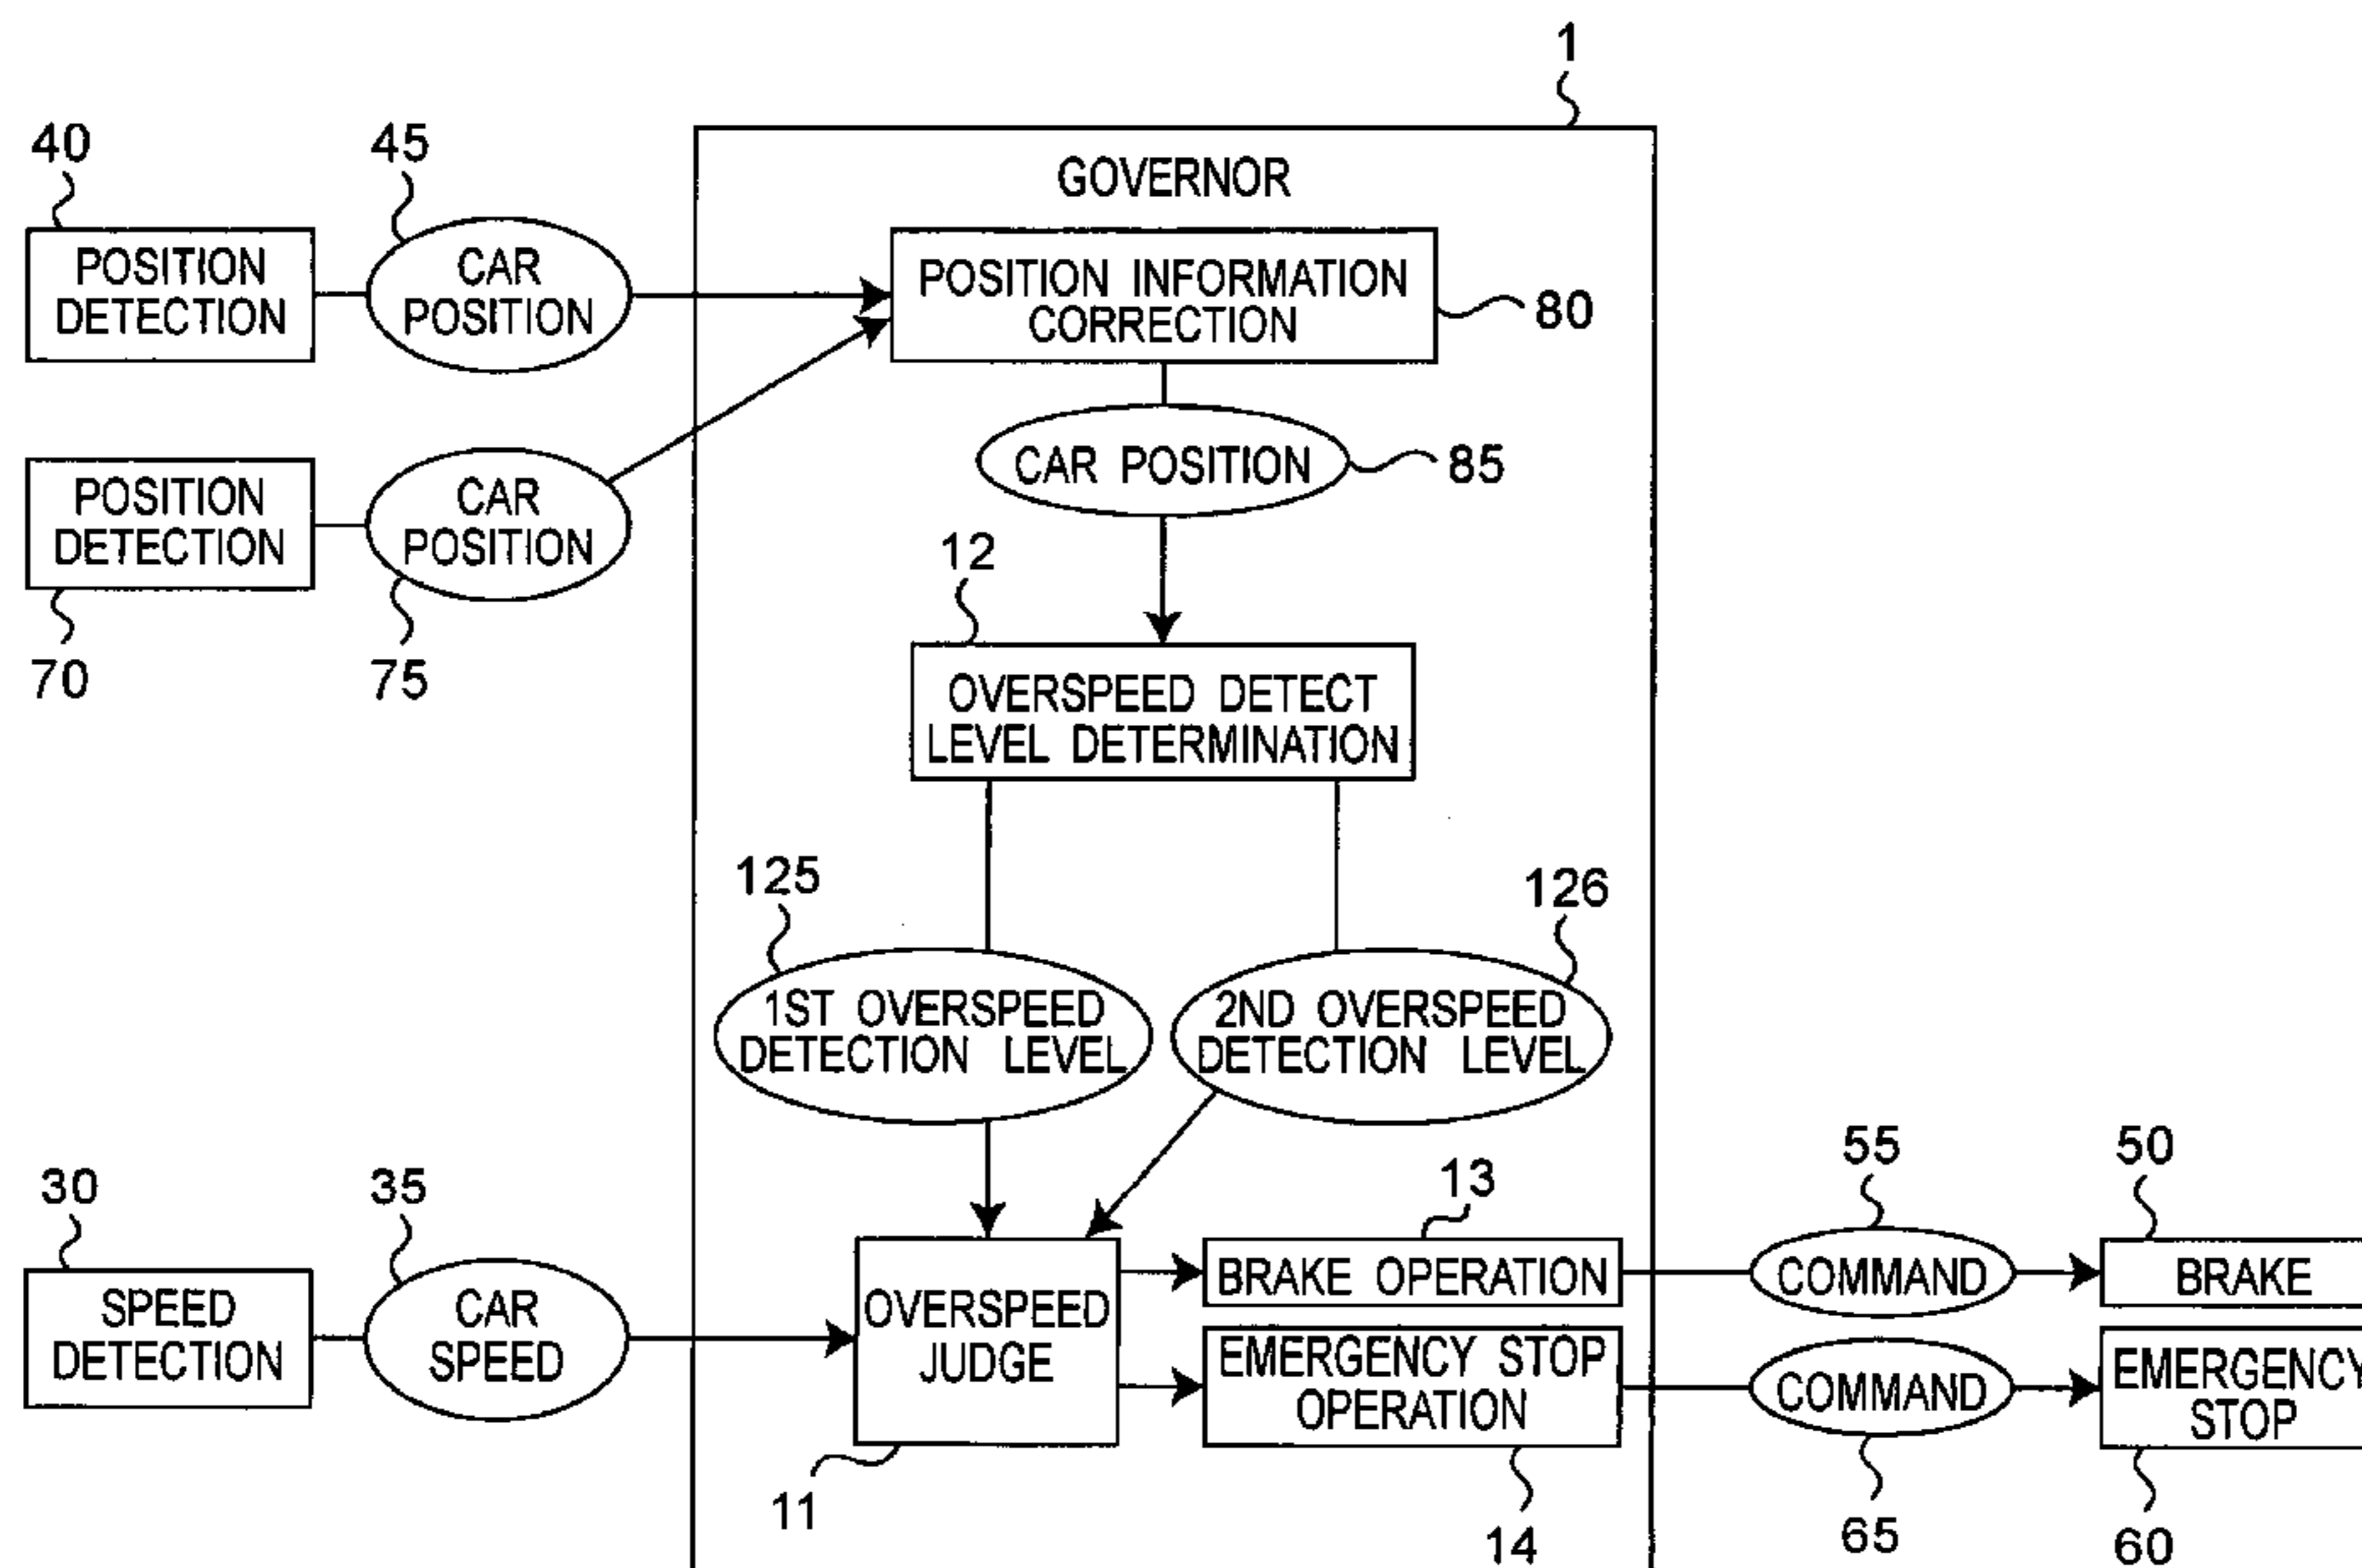 1
GOVERNOR
40
45
POSITION
DETECTION
CAR
POSITION
POSITION INFORMATION
CORRECTION
80
CAR POSITION
85
POSITION
DETECTION
CAR
POSITION
70
75
12
OVERSPEED DETECT
LEVEL DETERMINATION
125
126
1ST OVERSPEED
DETECTION LEVEL
2ND OVERSPEED
DETECTION LEVEL
30
35
SPEED
DETECTION
CAR
SPEED
OVERSPEED
JUDGE
11
13
BRAKE OPERATION
EMERGENCY STOP
OPERATION
14
55
COMMAND
50
BRAKE
COMMAND
65
EMERGENCY
STOP
60